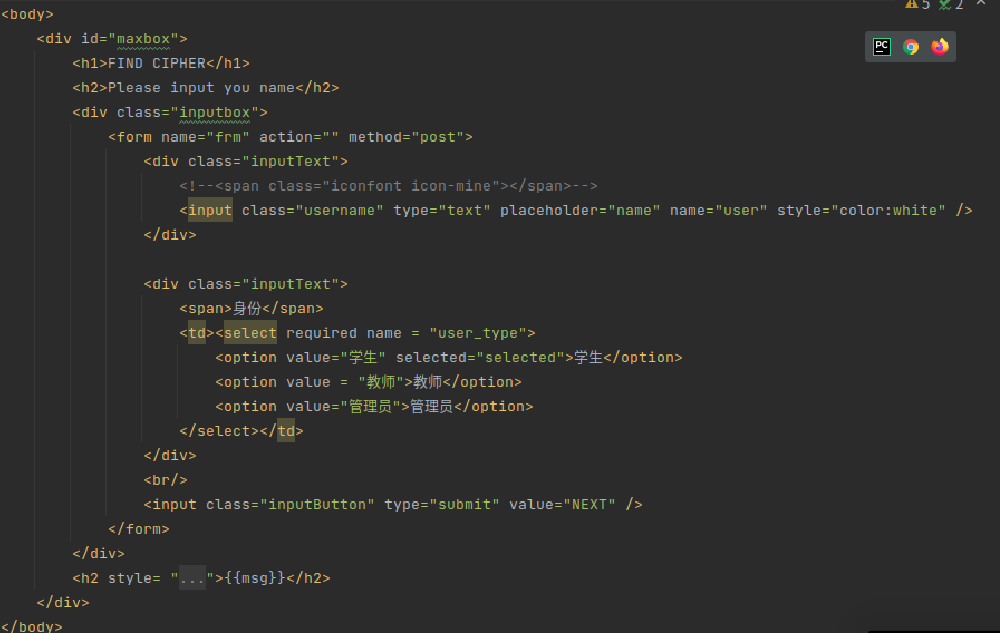 5 2
<body>
<div id="maxbox">
PC
<h1>FIND CIPHER</h1>
<h2>Please input you name</h2>
<div class="inputbox">
<form name="frm" action="" method="post">
<div class="inputText">
<!--<span class="iconfont icon-mine"></span>-->
<input class="username" type="text" placeholder="name" name="user" style="color:white" />
</div>
<div class="inputText">
<span>身份</span>
<td><select required name = "user_type">
<option value="学生" selected="selected">学生</option>
<option value = "教师">教师</option>
<option value="管理员">管理员</option>
</select></td>
</div>
<br/>
<input class="inputButton" type="submit" value="NEXT" />
</form>
</div>
<h2 style= "...">{{msg}}</h2>
</div>
</body>